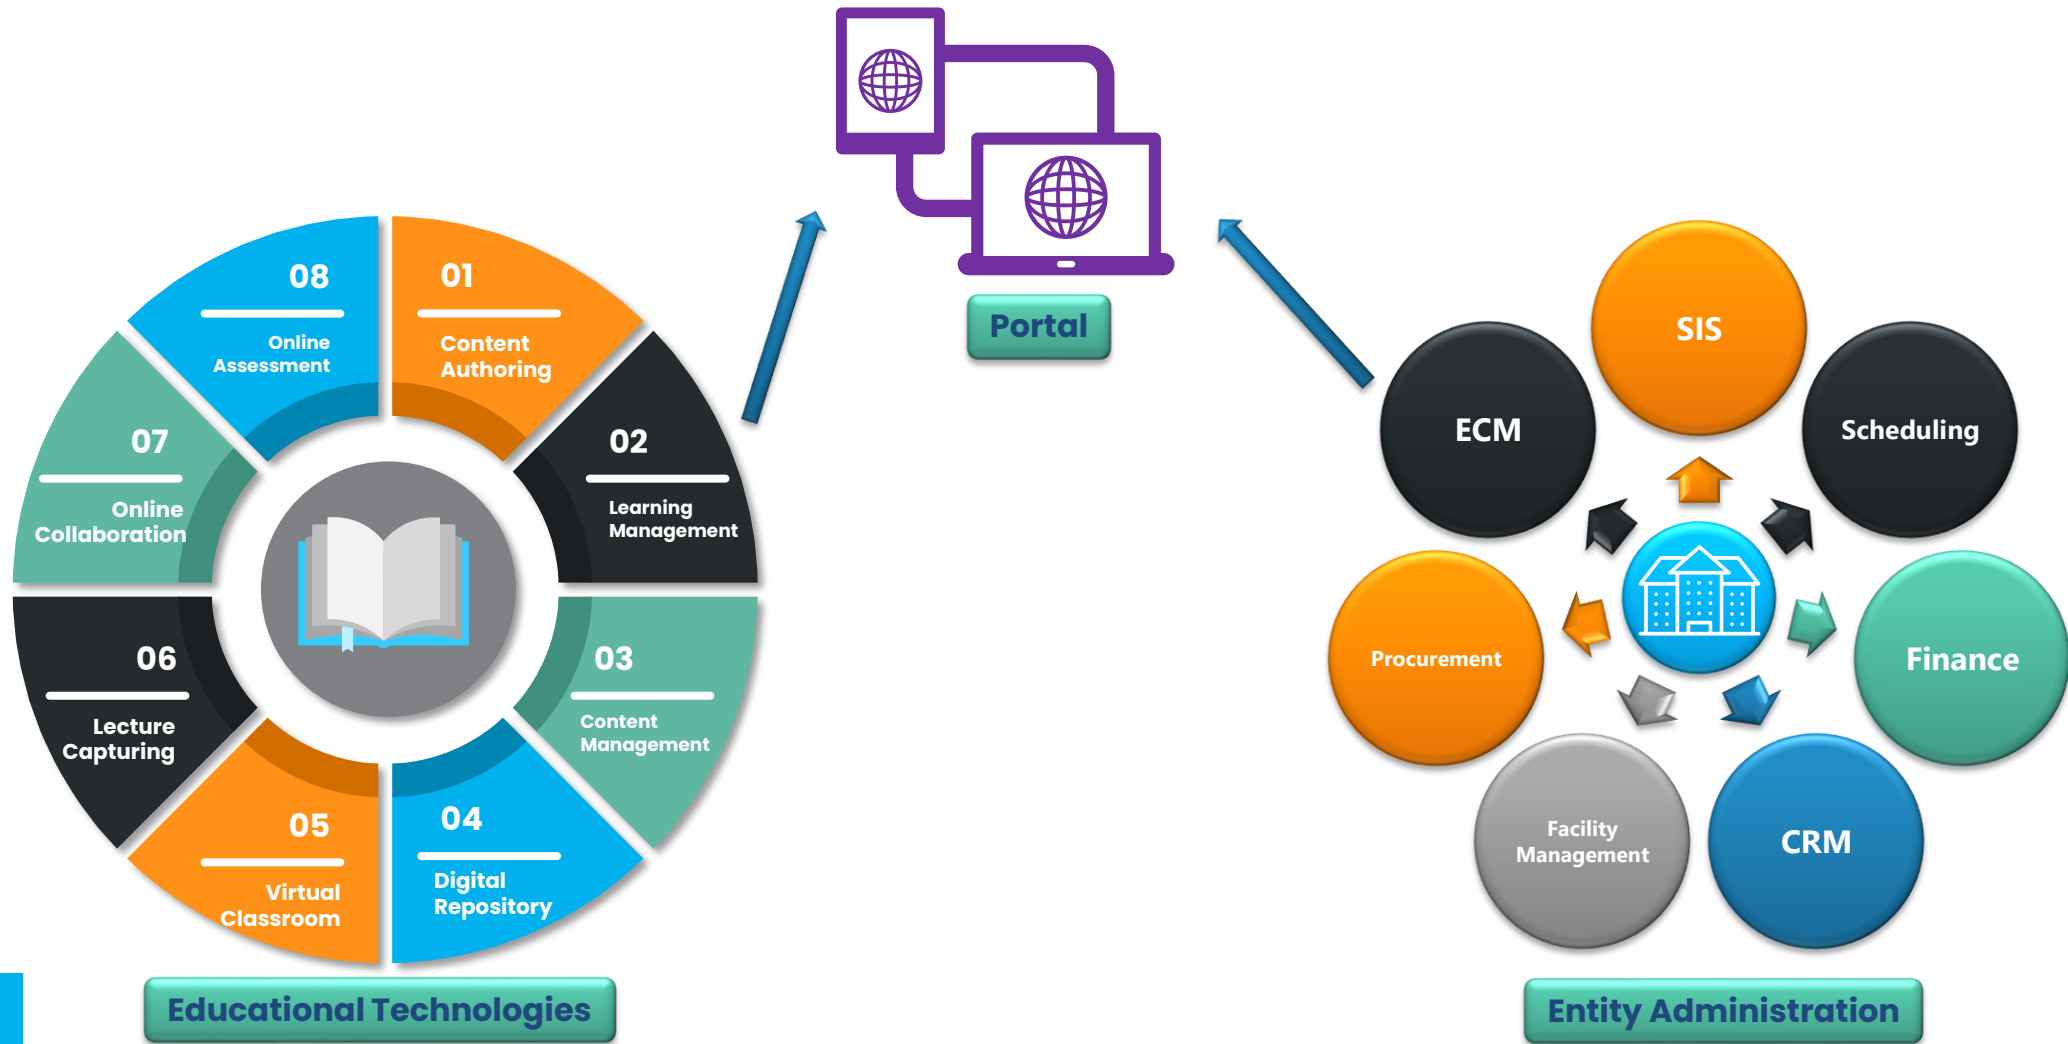 08
Online
Assessment
01
Content
Authoring
02
Learning
Management
03
Content
Management
04
Digital
Repository
05
Virtual
Classroom
06
Lecture
Capturing
07
Online
Collaboration
Educational Technologies
Portal
SIS
Scheduling
Finance
CRM
Facility
Management
Procurement
ECM
Entity Administration